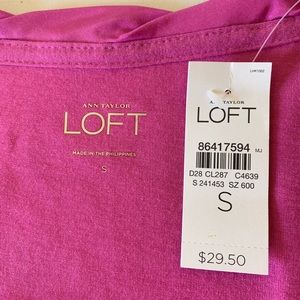 ANN TAYLOR
LOFT
MADE IN THE PHILIPPINES
S
ANN TAYLOR
LOFT
86417594 MJ
D28 CL287 C4639
S 241453 SZ 600
S
$29.50